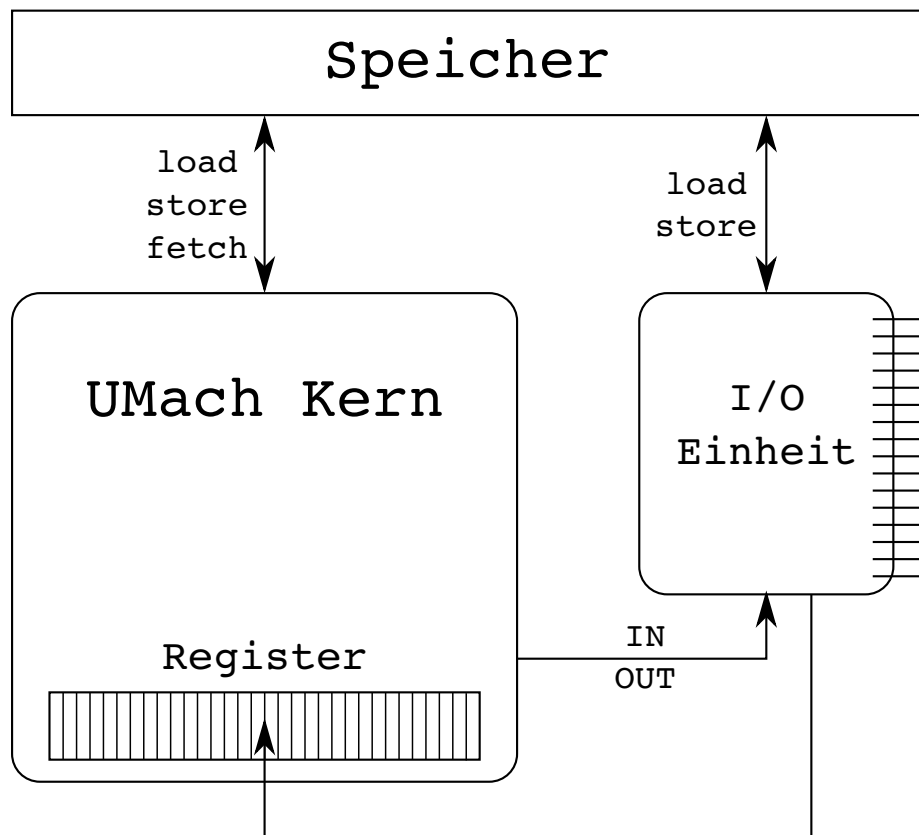 Speicher
load
store
fetch
load
store
UMach Kern
I/O
Einheit
Register
IN
OUT